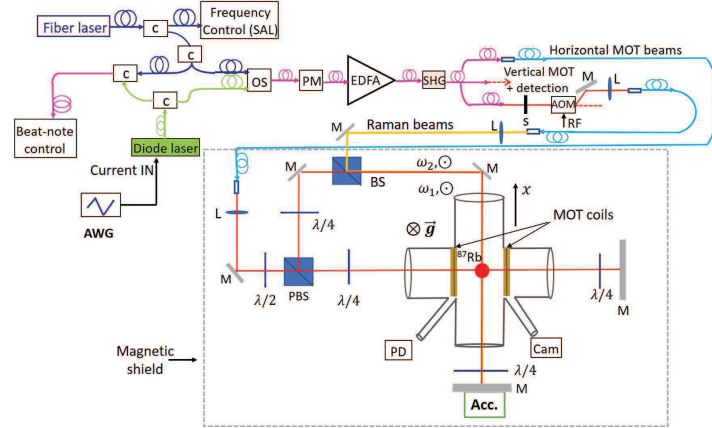 Fiber laser
C
Frequency
Control (SAL)
C
Horizontal MOT beams
C
OS
PM
EDFA
SHG
Vertical MOT
+ detection
M
L
C
AOM
S
RF
Beat-note
control
Diode laser
M
Raman beams
L
Current IN
AWG
BS
M
ω₂,⊙
M
ω₁,⊙
x
L
λ/4
⊗ g⃗
MOT coils
⁸⁷Rb
M
λ/2
PBS
λ/4
λ/4
M
PD
Cam
Magnetic
shield
λ/4
M
Acc.